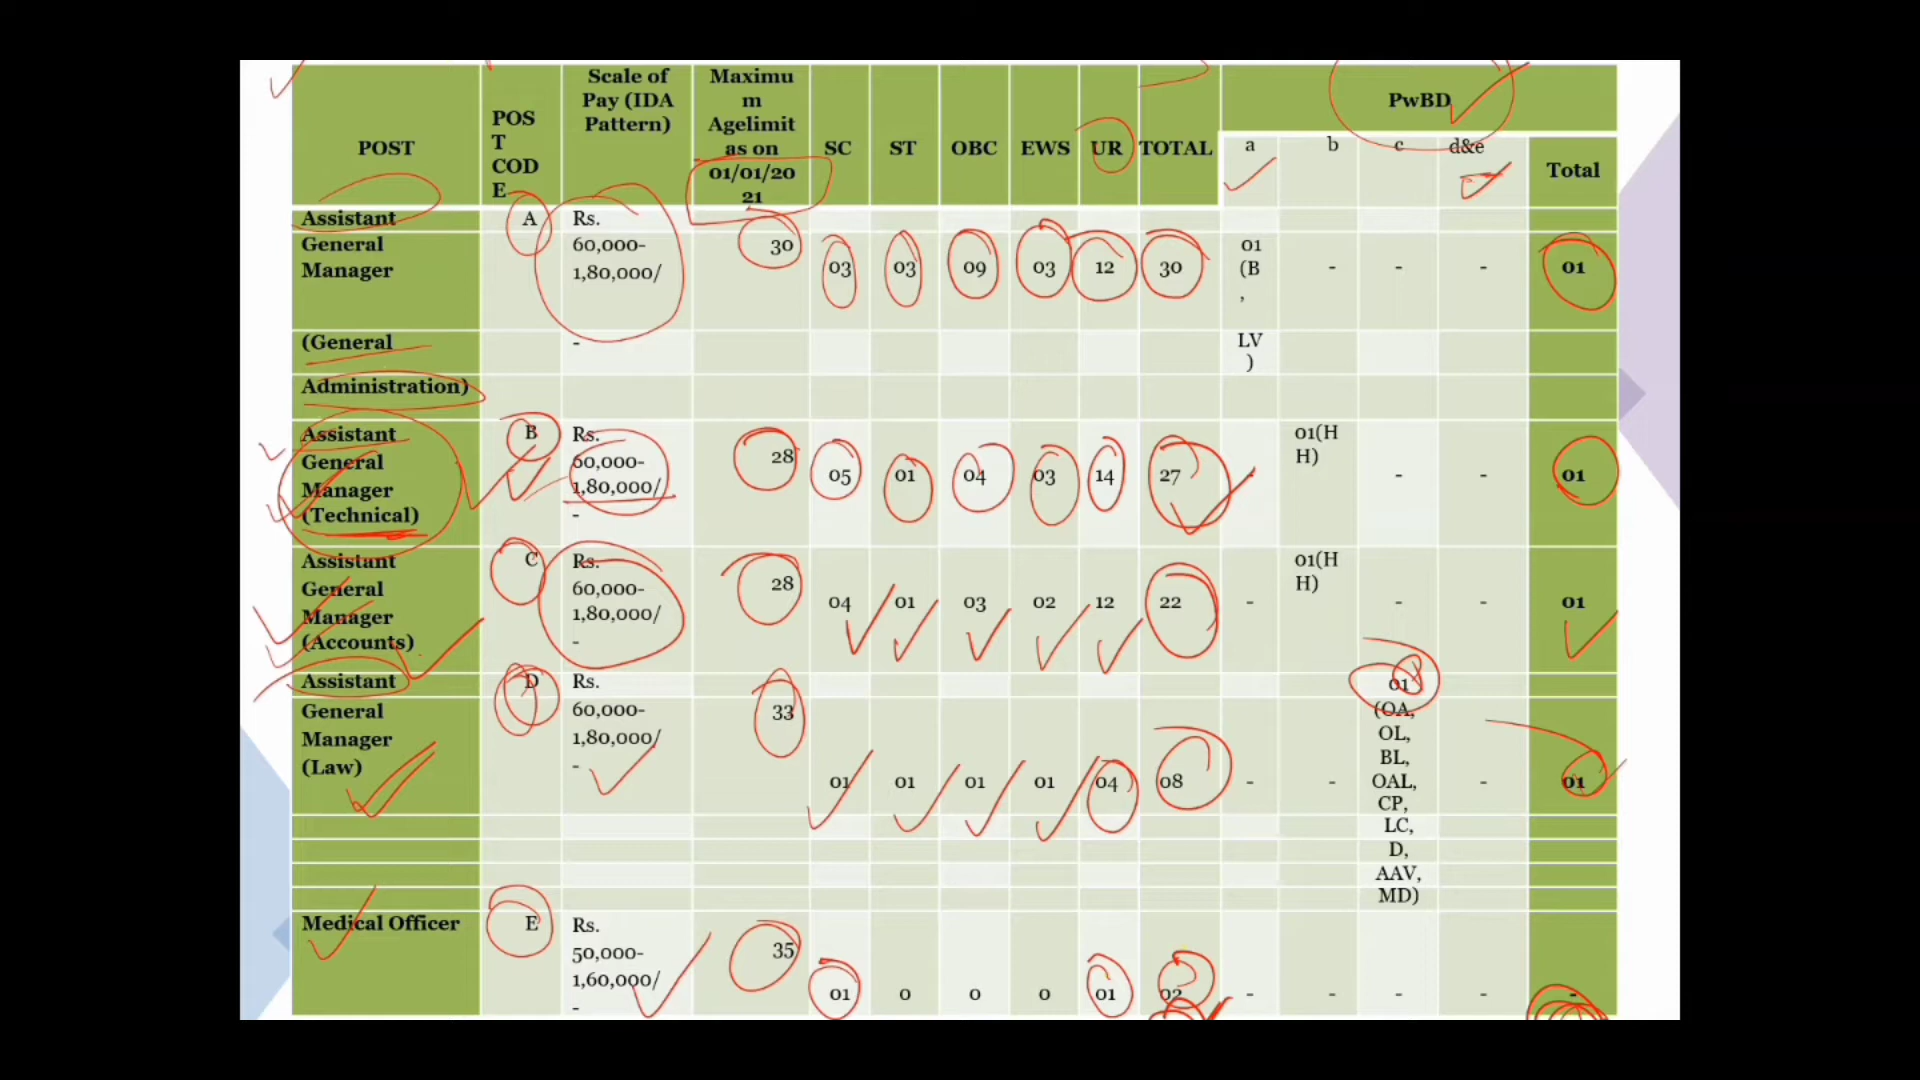 POST
POS
T
COD
E
Scale of
Pay (IDA
Pattern)
Maximu
m
Agelimit
as on
01/01/20
21
SC
ST
OBC
EWS
UR
TOTAL
PwBD
a
b
c
d&e
Total
Assistant
General
Manager
(General
Administration)
A
Rs.
60,000-
1,80,000/
-
30
03
03
09
03
12
30
01
(B
,
LV
)
-
-
-
01
Assistant
General
Manager
(Technical)
B
Rs.
60,000-
1,80,000/
-
28
05
01
04
03
14
27
-
01(H
H)
-
-
01
Assistant
General
Manager
(Accounts)
C
Rs.
60,000-
1,80,000/
-
28
04
01
03
02
12
22
-
01(H
H)
-
-
01
Assistant
General
Manager
(Law)
D
Rs.
60,000-
1,80,000/
-
33
01
01
01
01
04
08
-
-
01
(OA,
OL,
BL,
OAL,
CP,
LC,
D,
AAV,
MD)
-
01
Medical Officer
E
Rs.
50,000-
1,60,000/
-
35
01
0
0
0
01
02
-
-
-
-
-